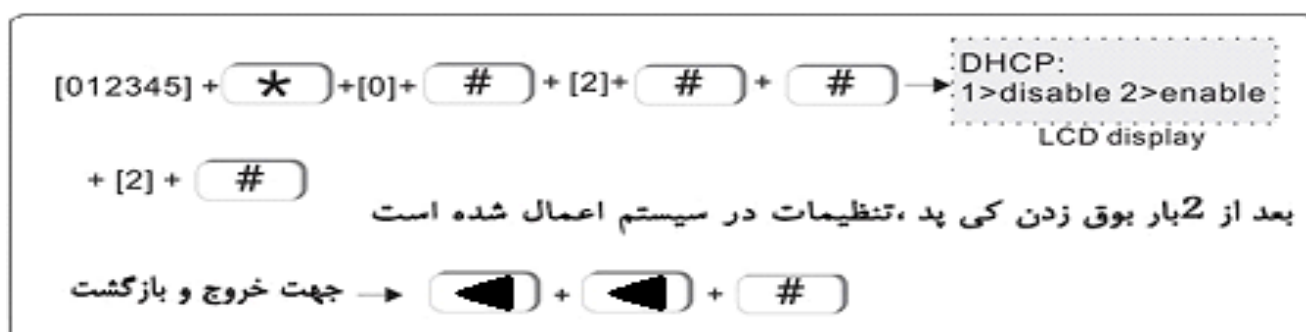 [012345] + * +[0]+ # + [2]+ # + # → DHCP:
1>disable 2>enable
LCD display
+ [2] + #
بعد از 2بار بوق زدن کی پد ،تنظیمات در سیستم اعمال شده است
جهت خروج و بازگشت → ◀ + ◀ + #